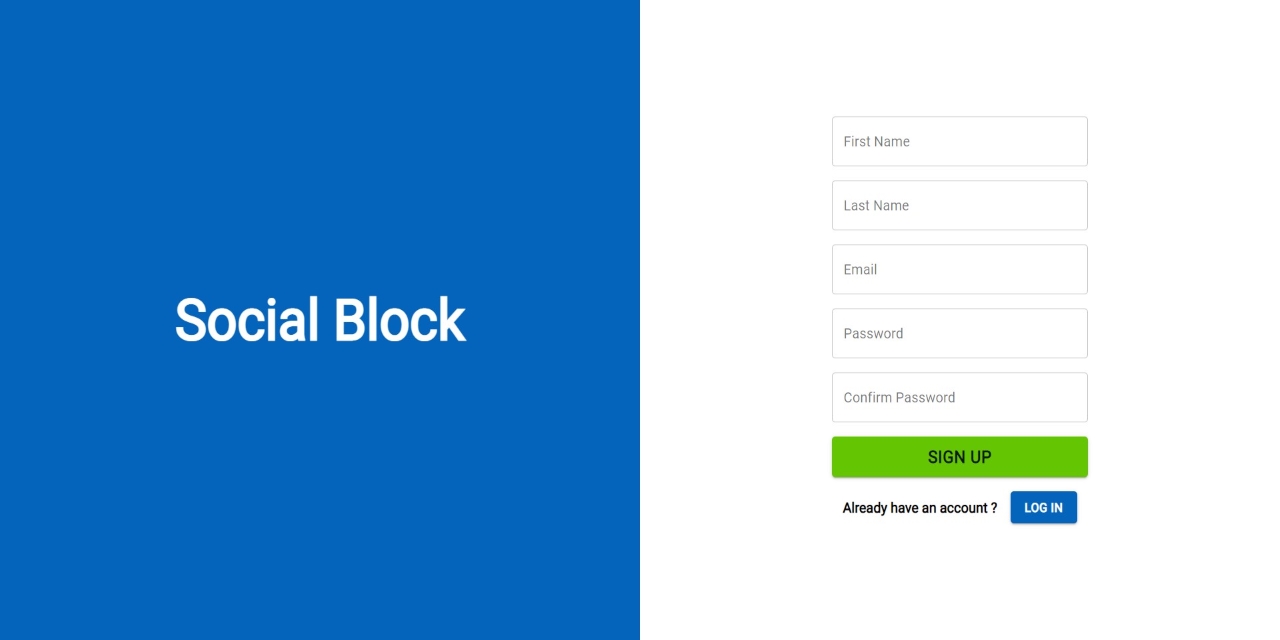 Social Block
First Name
Last Name
Email
Password
Confirm Password
SIGN UP
Already have an account ? LOG IN